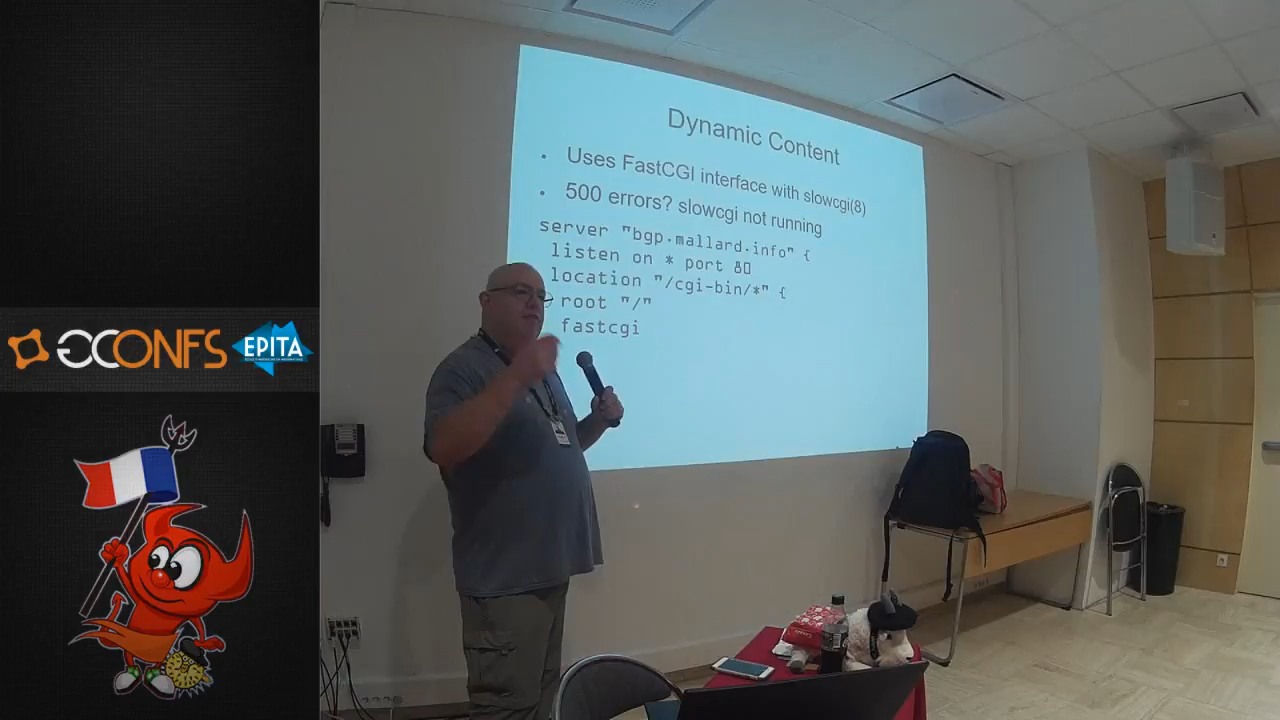 Dynamic Content
• Uses FastCGI interface with slowcgi(8)
• 500 errors? slowcgi not running
server "bgp.mallard.info" {
listen on * port 80
location "/cgi-bin/*" {
root "/"
fastcgi
GCONFS
EPITA